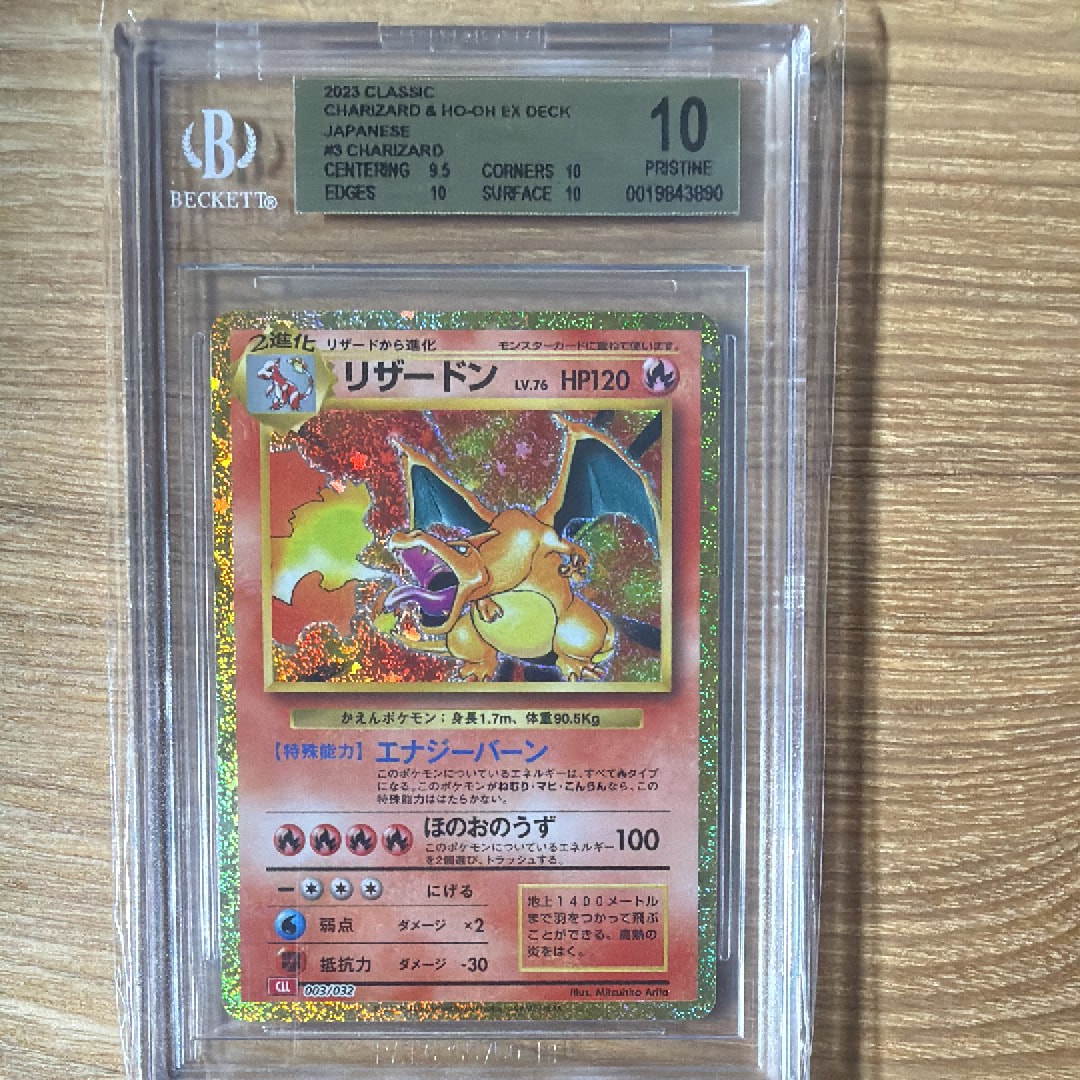 2023 CLASSIC
CHARIZARD & HO-OH EX DECK
JAPANESE
#3 CHARIZARD
CENTERING 9.5 CORNERS 10
EDGES 10 SURFACE 10
10
PRISTINE
0019843890
B
BECKETT®
2進化 リザードから進化 モンスターカードに重ねて使います。
リザードン LV.76 HP120
かえんポケモン：身長1.7m、体重90.5Kg
【特殊能力】エナジーバーン
このポケモンについているエネルギーは、すべて炎タイプ
になる。このポケモンがねむり・マヒ・こんらんなら、この
特殊能力ははたらかない。
ほのおのうず 100
このポケモンについているエネルギー
を2個選び、トラッシュする。
にげる
弱点 ダメージ ×2
抵抗力 ダメージ -30
地上１４００メートル
まで羽をつかって飛ぶ
ことができる。高熱の
炎をはく。
CLL 003/032
Illus. Mitsuhiro Arita